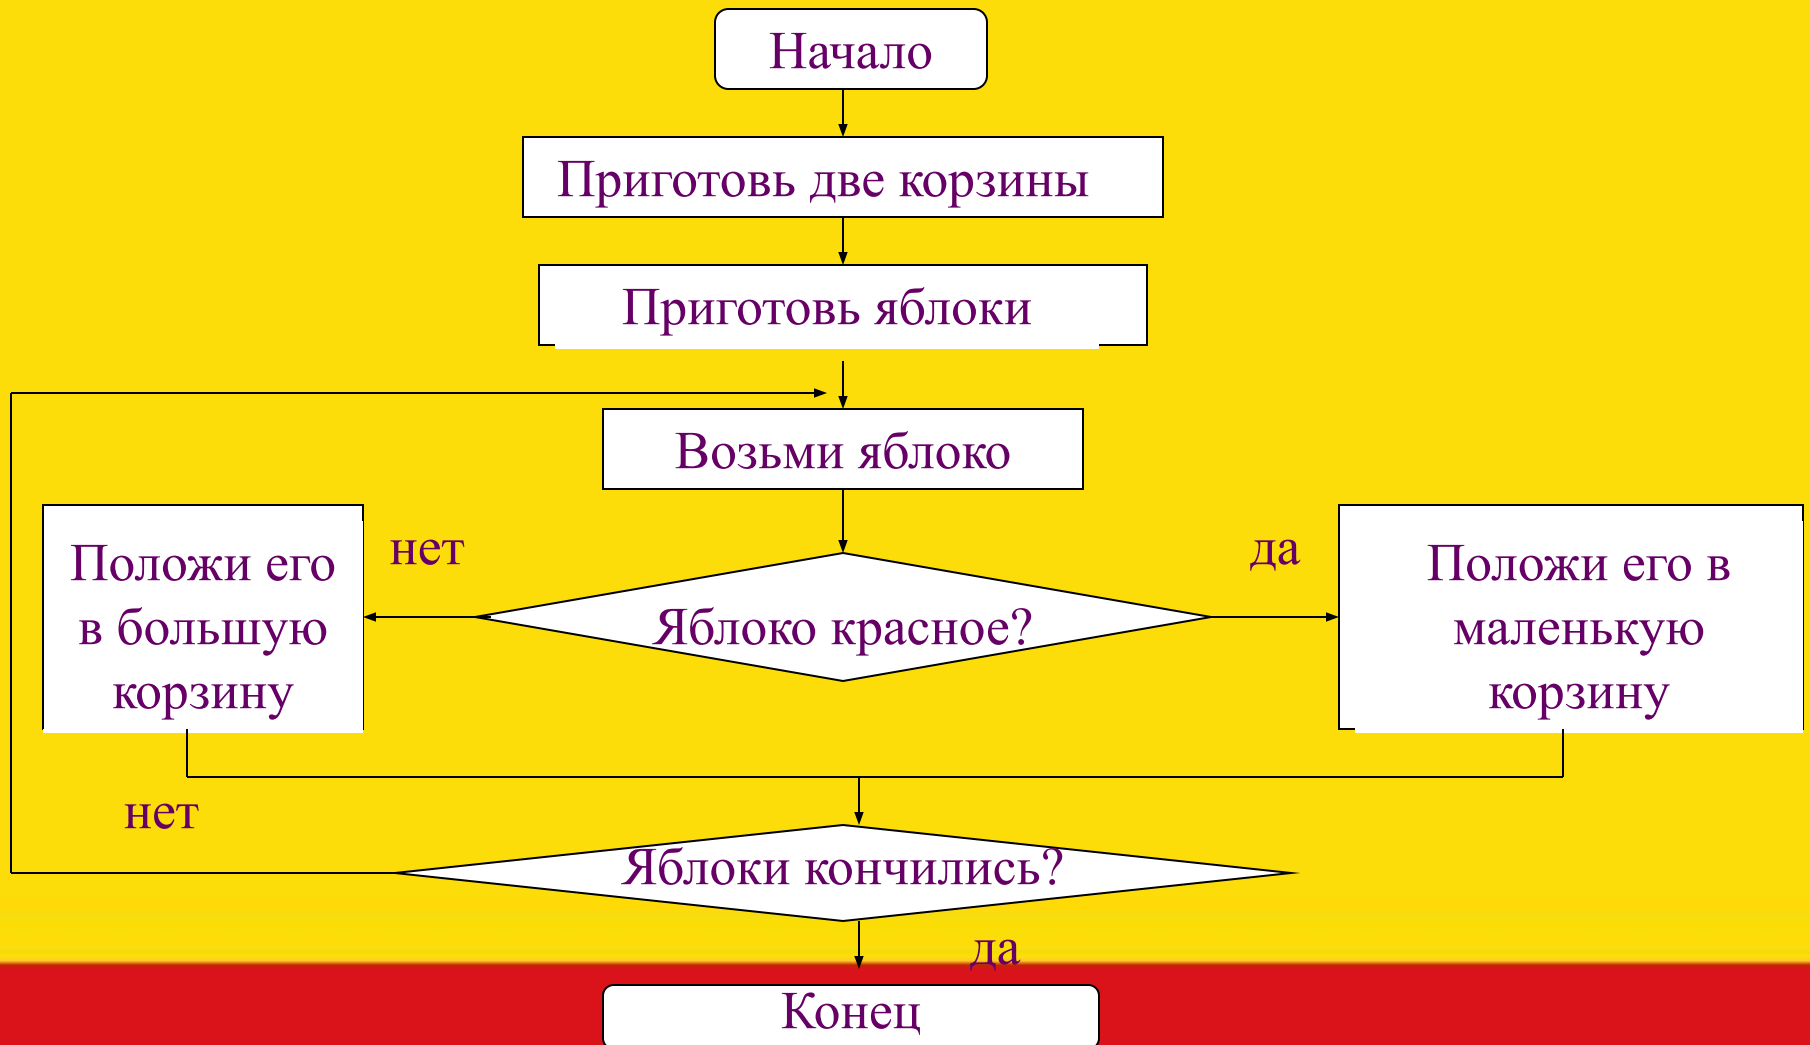 Начало
Приготовь две корзины
Приготовь яблоки
Возьми яблоко
Положи его
в большую
корзину
нет
Яблоко красное?
да
Положи его в
маленькую
корзину
нет
Яблоки кончились?
да
Конец